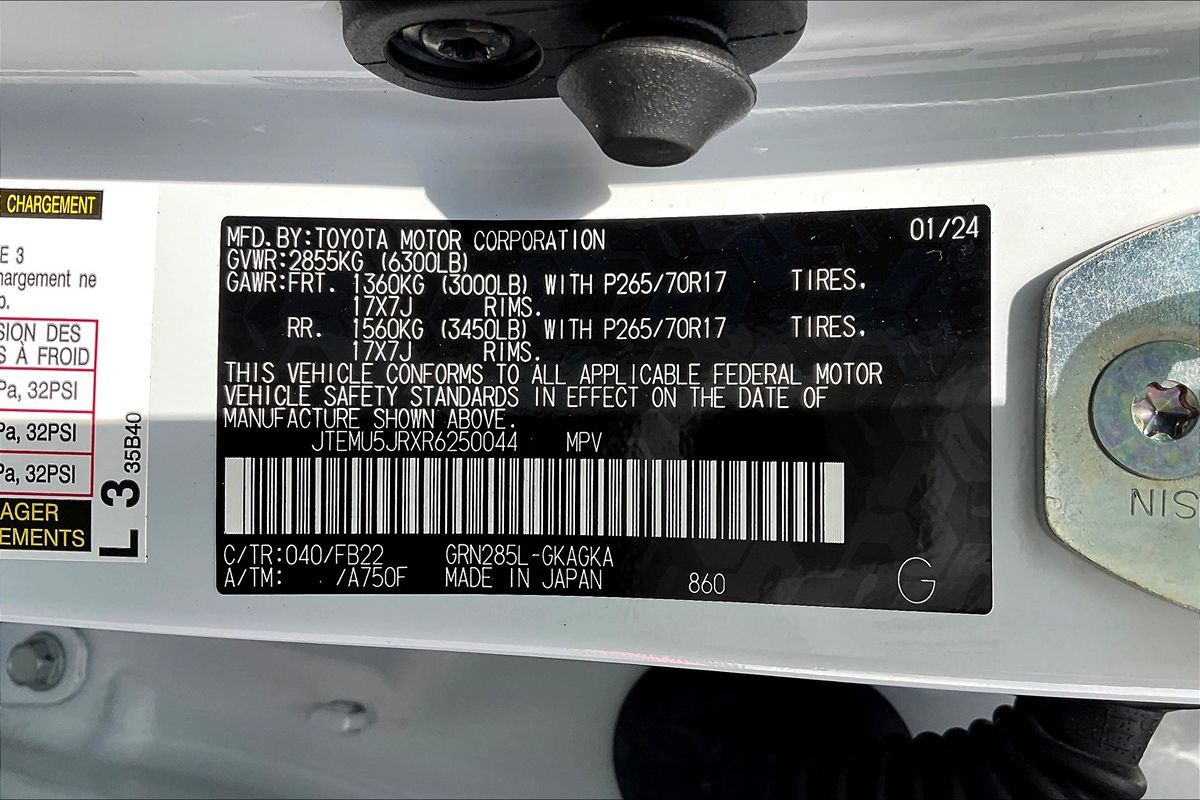 CHARGEMENT
E 3
chargement ne
p.
SION DES
S À FROID
Pa, 32PSI
Pa, 32PSI
Pa, 32PSI
AGER
EMENTS
L 3 35B40
01/24
MFD.BY:TOYOTA MOTOR CORPORATION
GVWR:2855KG (6300LB)
GAWR:FRT. 1360KG (3000LB) WITH P265/70R17 TIRES,
17X7J RIMS.
RR. 1560KG (3450LB) WITH P265/70R17 TIRES,
17X7J RIMS.
THIS VEHICLE CONFORMS TO ALL APPLICABLE FEDERAL MOTOR
VEHICLE SAFETY STANDARDS IN EFFECT ON THE DATE OF
MANUFACTURE SHOWN ABOVE.
JTEMU5JRXR6250044 MPV
C/TR:040/FB22 GRN285L-GKAGKA
A/TM: /A750F MADE IN JAPAN 860 G
NIS